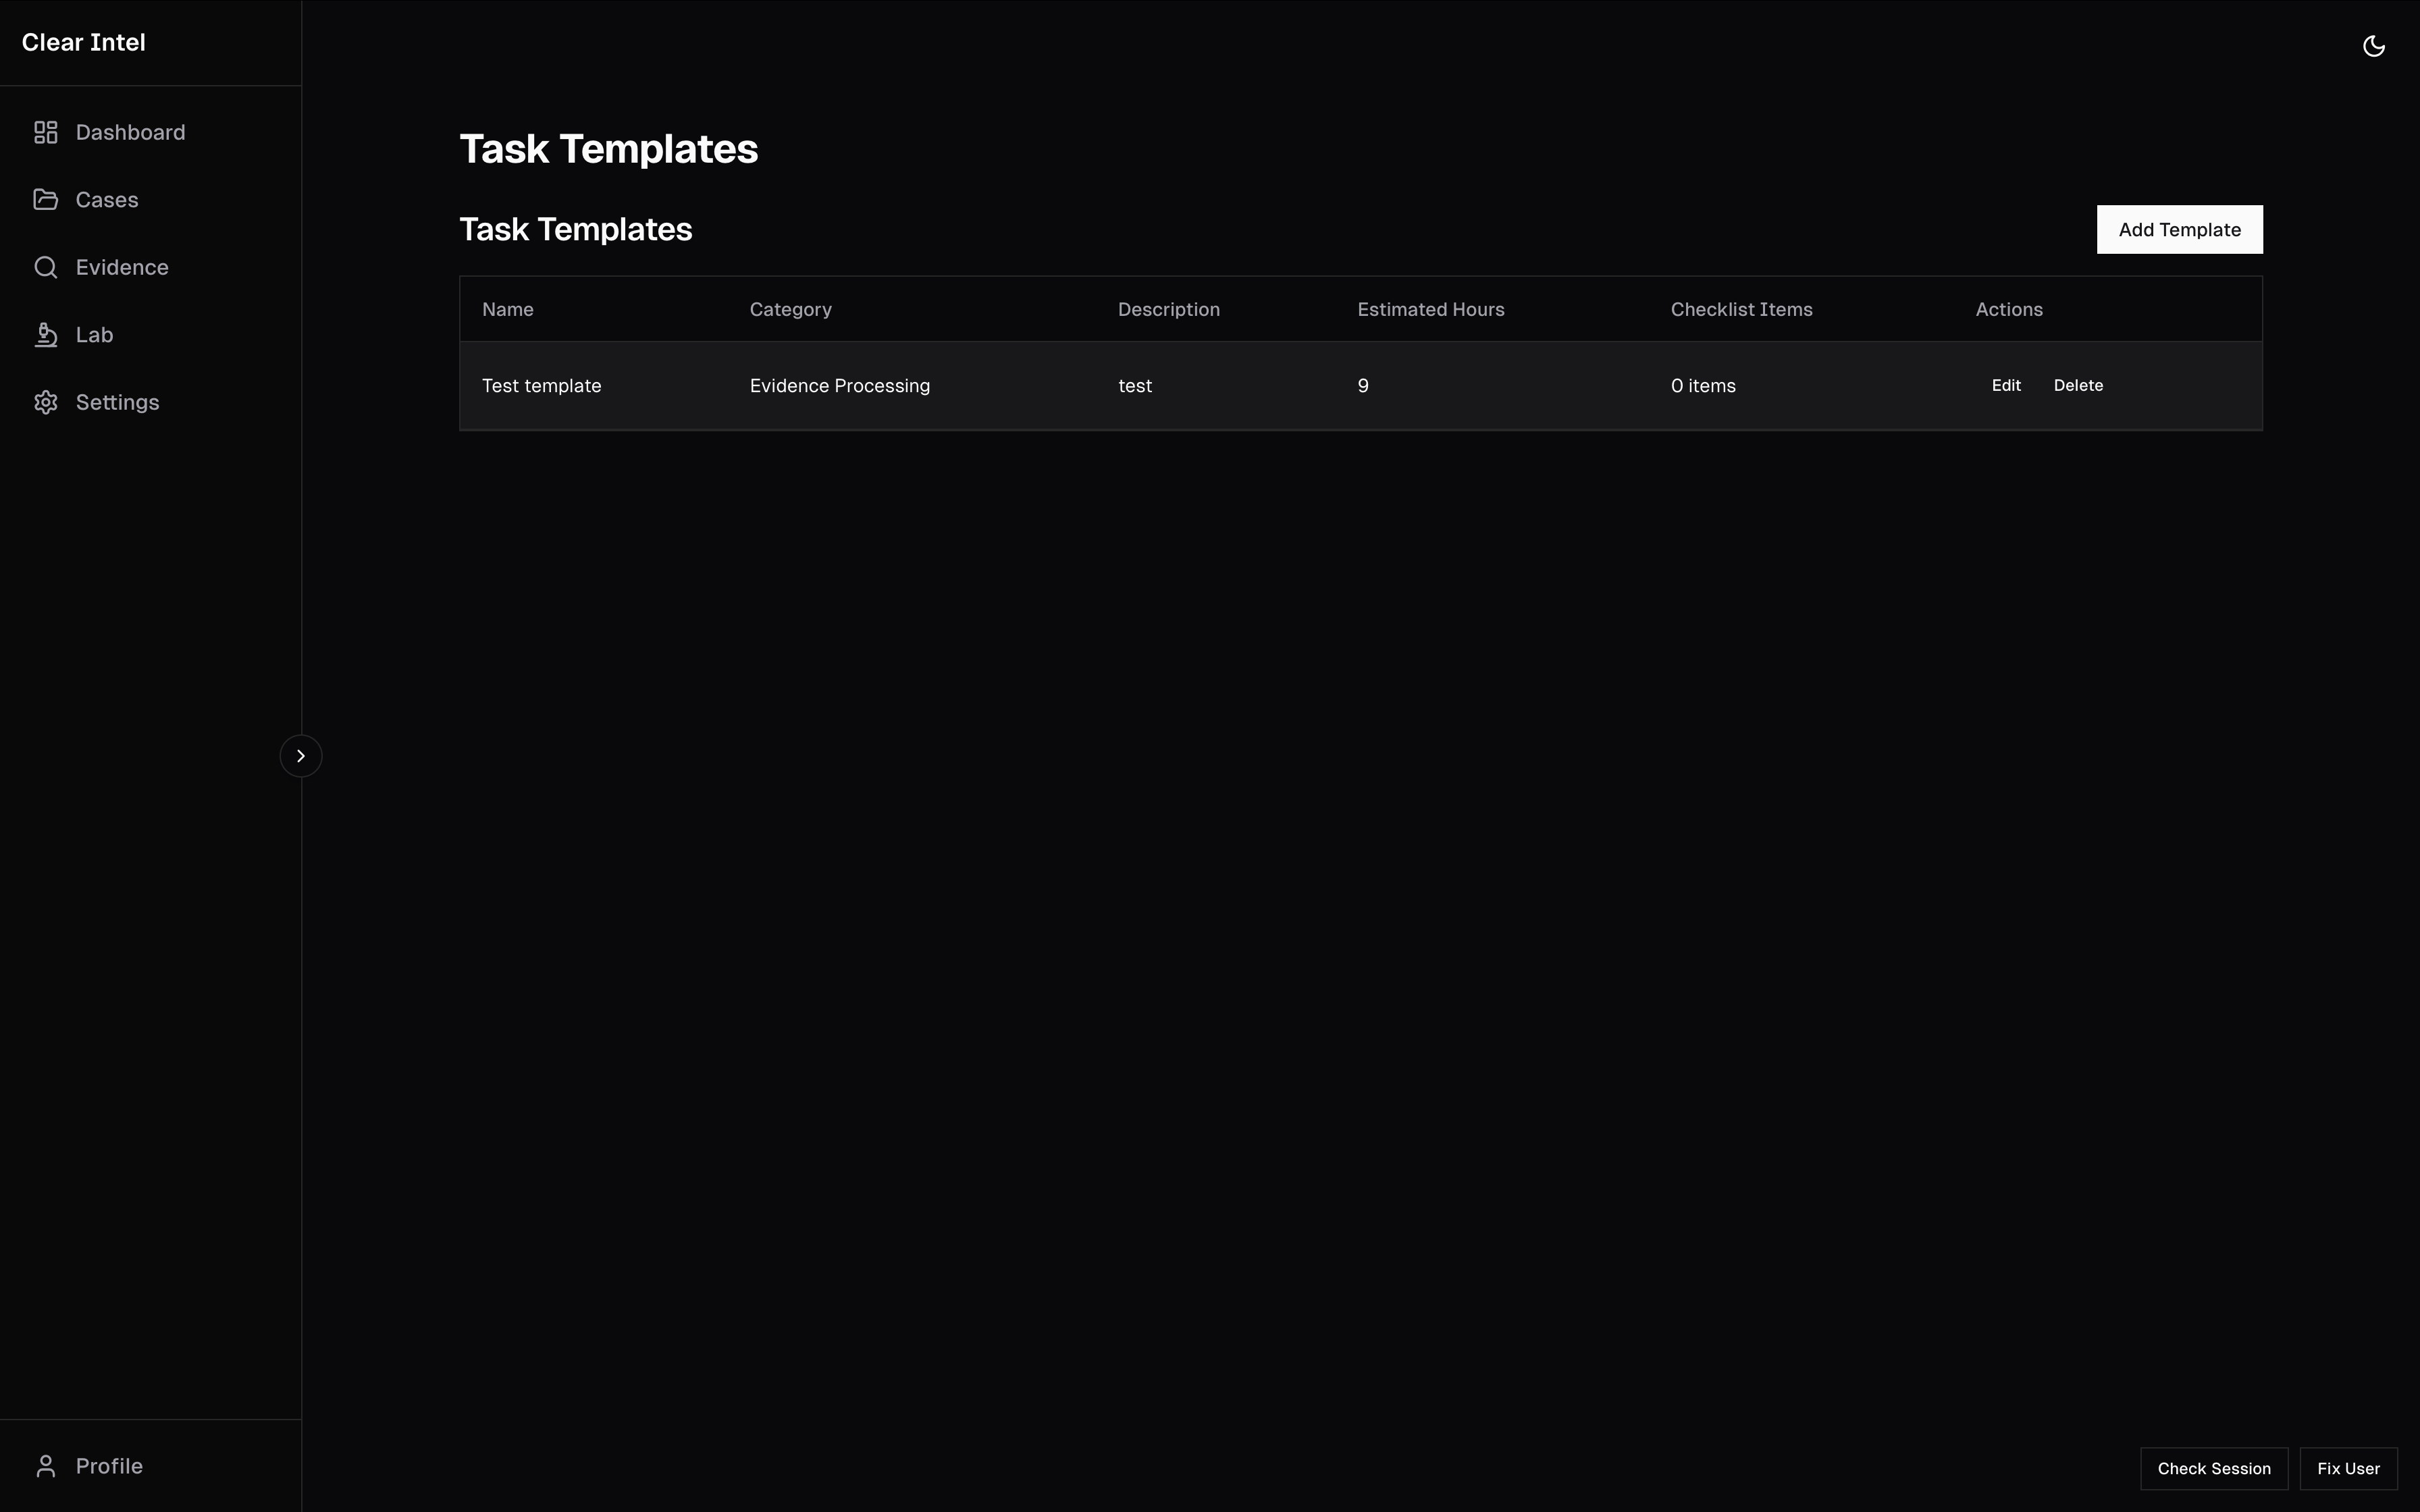 Clear Intel
Dashboard
Cases
Evidence
Lab
Settings
Profile
Task Templates
Task Templates
Add Template
Name Category Description Estimated Hours Checklist Items Actions
Test template Evidence Processing test 9 0 items Edit Delete
Check Session Fix User